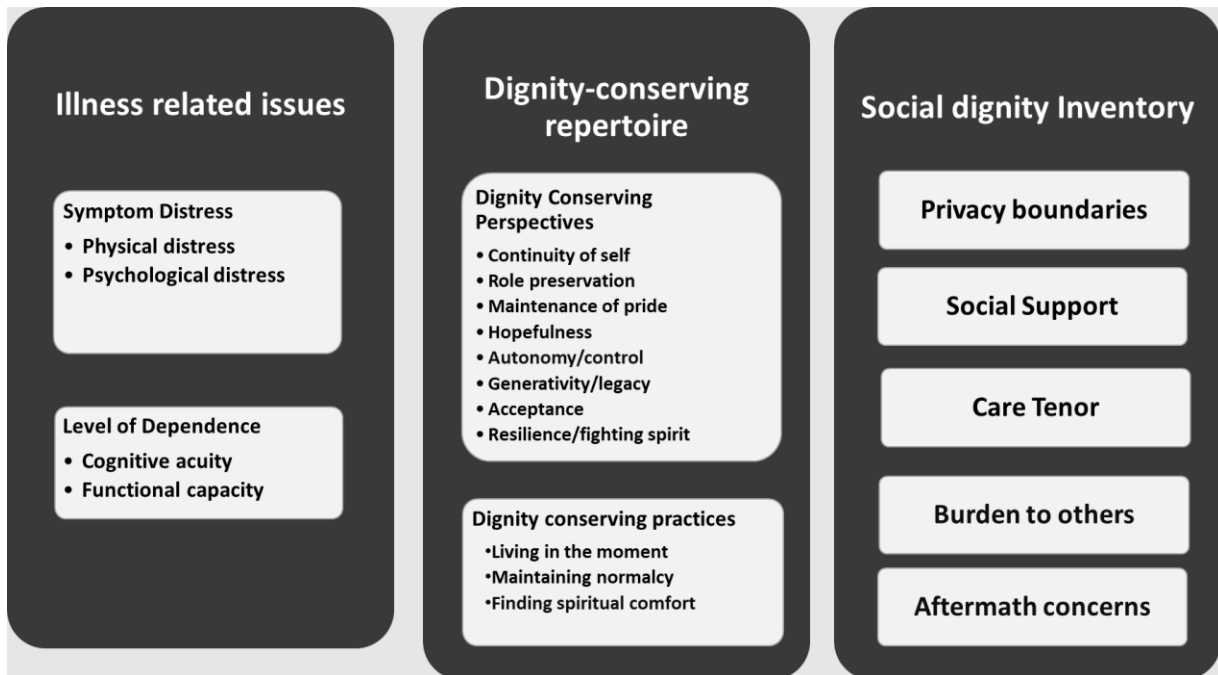 Illness related issues
Symptom Distress
• Physical distress
• Psychological distress
Level of Dependence
• Cognitive acuity
• Functional capacity
Dignity-conserving
repertoire
Dignity Conserving
Perspectives
• Continuity of self
• Role preservation
• Maintenance of pride
• Hopefulness
• Autonomy/control
• Generativity/legacy
• Acceptance
• Resilience/fighting spirit
Dignity conserving practices
•Living in the moment
•Maintaining normalcy
•Finding spiritual comfort
Social dignity Inventory
Privacy boundaries
Social Support
Care Tenor
Burden to others
Aftermath concerns